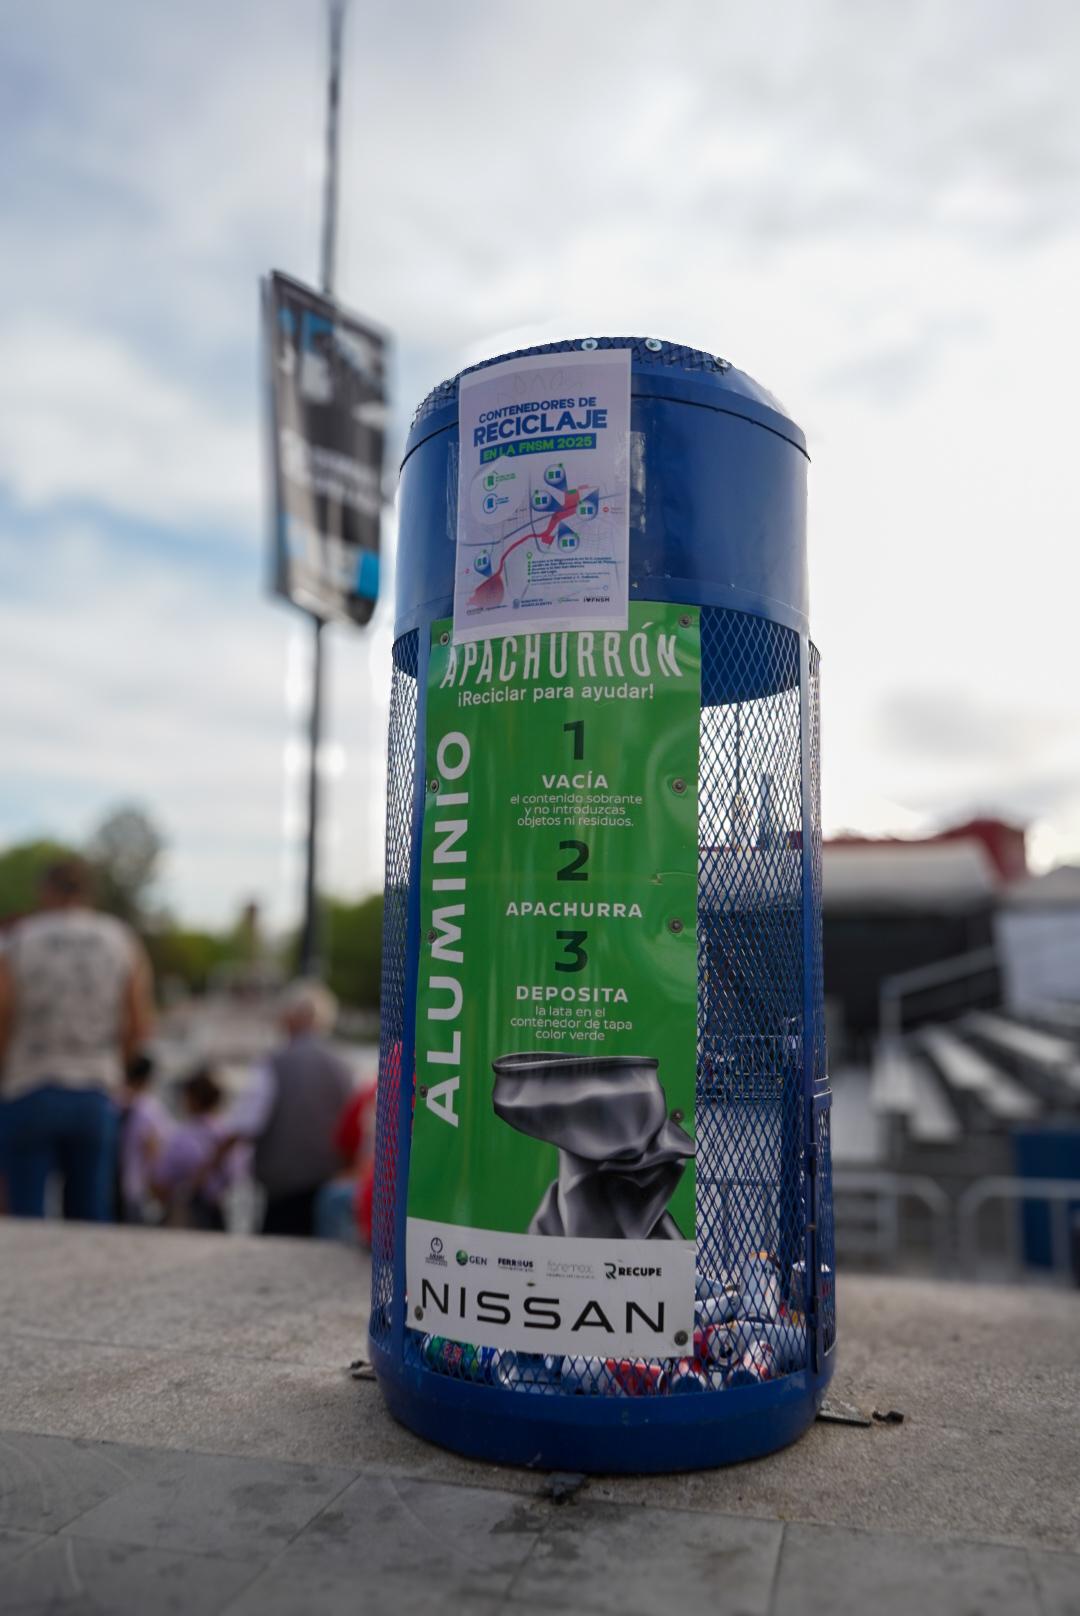 CONTENEDORES DE
RECICLAJE
EN LA FNSM 2025
APACHURRÓN
¡Reciclar para ayudar!
ALUMINIO
1
VACÍA
el contenido sobrante
y no introduzcas
objetos ni residuos.
2
APACHURRA
3
DEPOSITA
la lata en el
contenedor de tapa
color verde
GEN
FERROUS
foremex
RECUPE
NISSAN